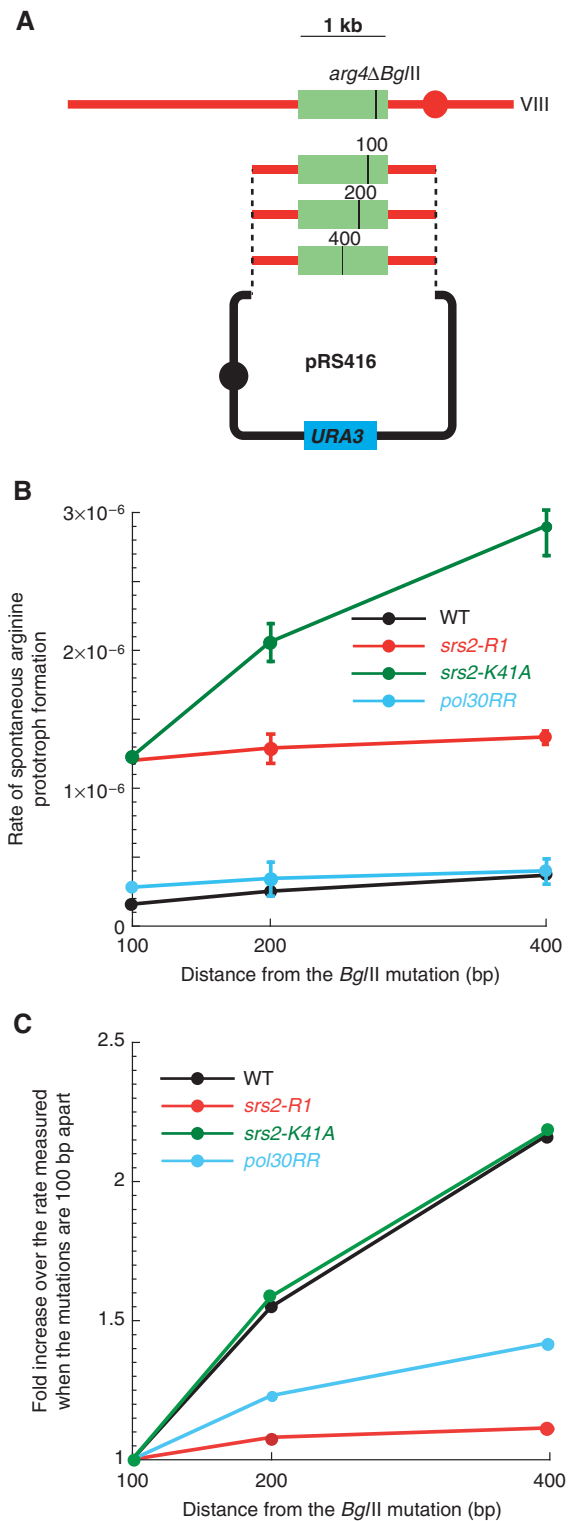 A
1 kb
arg4ΔBglII
VIII
100
200
400
pRS416
URA3
B
3×10⁻⁶
2×10⁻⁶
1×10⁻⁶
0
Rate of spontaneous arginine
prototroph formation
WT
srs2-R1
srs2-K41A
pol30RR
100
200
400
Distance from the BglII mutation (bp)
C
2.5
2
1.5
1
Fold increase over the rate measured
when the mutations are 100 bp apart
WT
srs2-R1
srs2-K41A
pol30RR
100
200
400
Distance from the BglII mutation (bp)